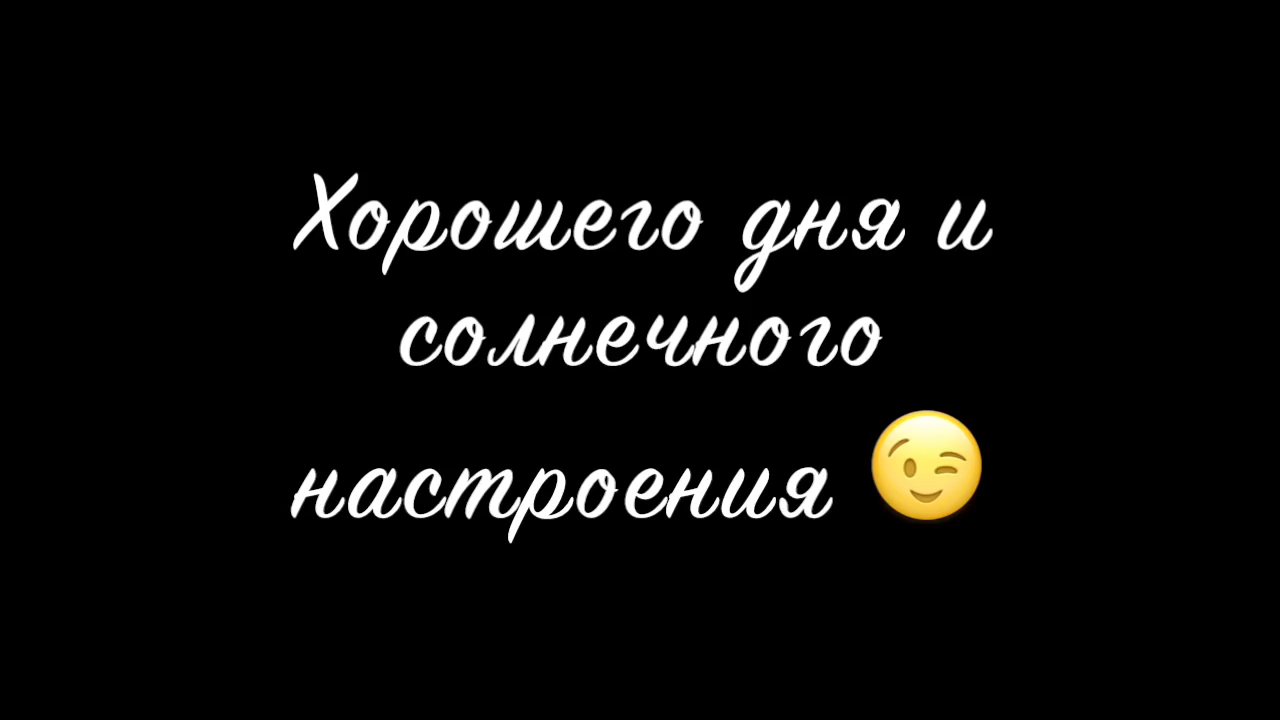 Хорошего дня и
солнечного
настроения 😉